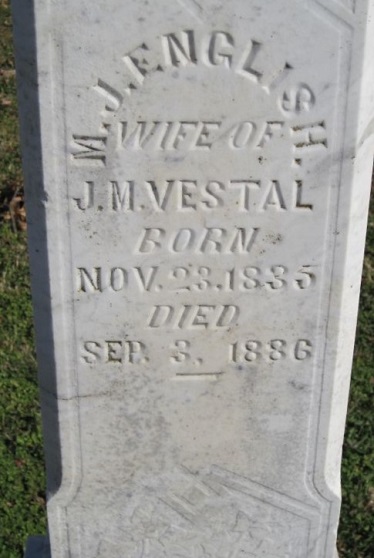 M. J. ENGLISH.
WIFE OF
J. M. VESTAL
BORN
NOV. 23, 1835
DIED
SEP. 3, 1886